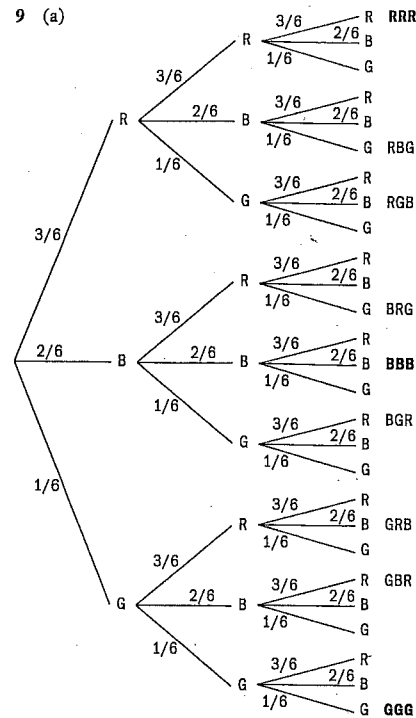 9 (a)
3/6 R RRR
R 2/6 B
1/6 G
3/6
3/6 R
R 2/6 B 2/6 B
1/6 G RBG
1/6
3/6 R
G 2/6 B RGB
1/6 G
3/6
3/6 R
R 2/6 B
1/6 G BRG
3/6
3/6 R
2/6 B 2/6 B 2/6 B BBB
1/6 G
1/6
3/6 R BGR
G 2/6 B
1/6 G
1/6
3/6 R
R 2/6 B GRB
1/6 G
3/6
3/6 R GBR
G 2/6 B 2/6 B
1/6 G
1/6
3/6 R
G 2/6 B
1/6 G GGG